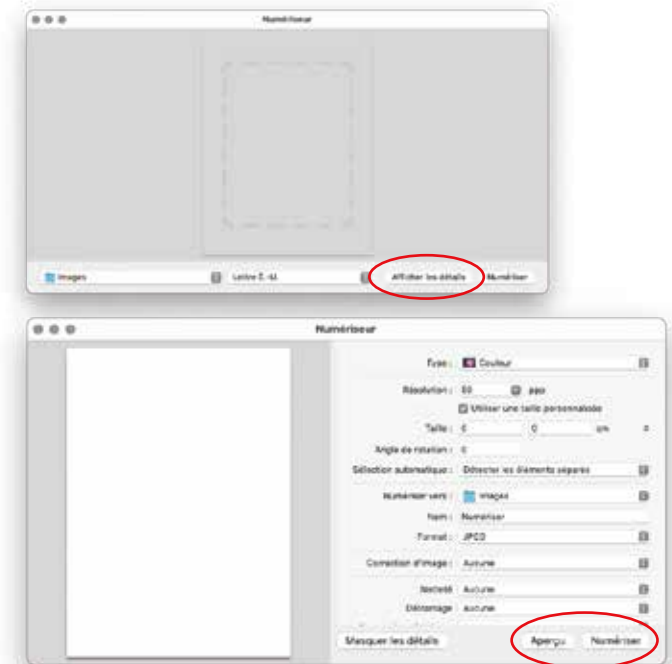 Numériseur
Images
Lettre É.-U.
Afficher les détails
Numériser
Numériseur
Type : Couleur
Résolution : 50 ppp
Utiliser une taille personnalisée
Taille : 0 0 cm
Angle de rotation : 0
Sélection automatique : Détecter les éléments séparés
Numériser vers : Images
Nom : Numériser
Format : JPEG
Correction d'image : Aucune
Netteté Aucune
Détramage Aucune
Masquer les détails
Aperçu
Numériser